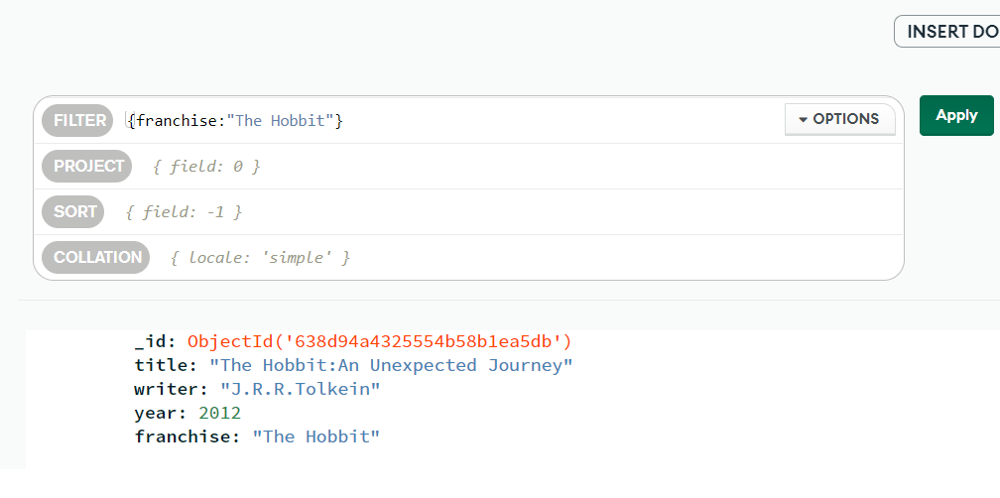 INSERT DO
FILTER {franchise:"The Hobbit"} OPTIONS Apply
PROJECT { field: 0 }
SORT { field: -1 }
COLLATION { locale: 'simple' }
_id: ObjectId('638d94a4325554b58b1ea5db')
title: "The Hobbit:An Unexpected Journey"
writer: "J.R.R.Tolkein"
year: 2012
franchise: "The Hobbit"